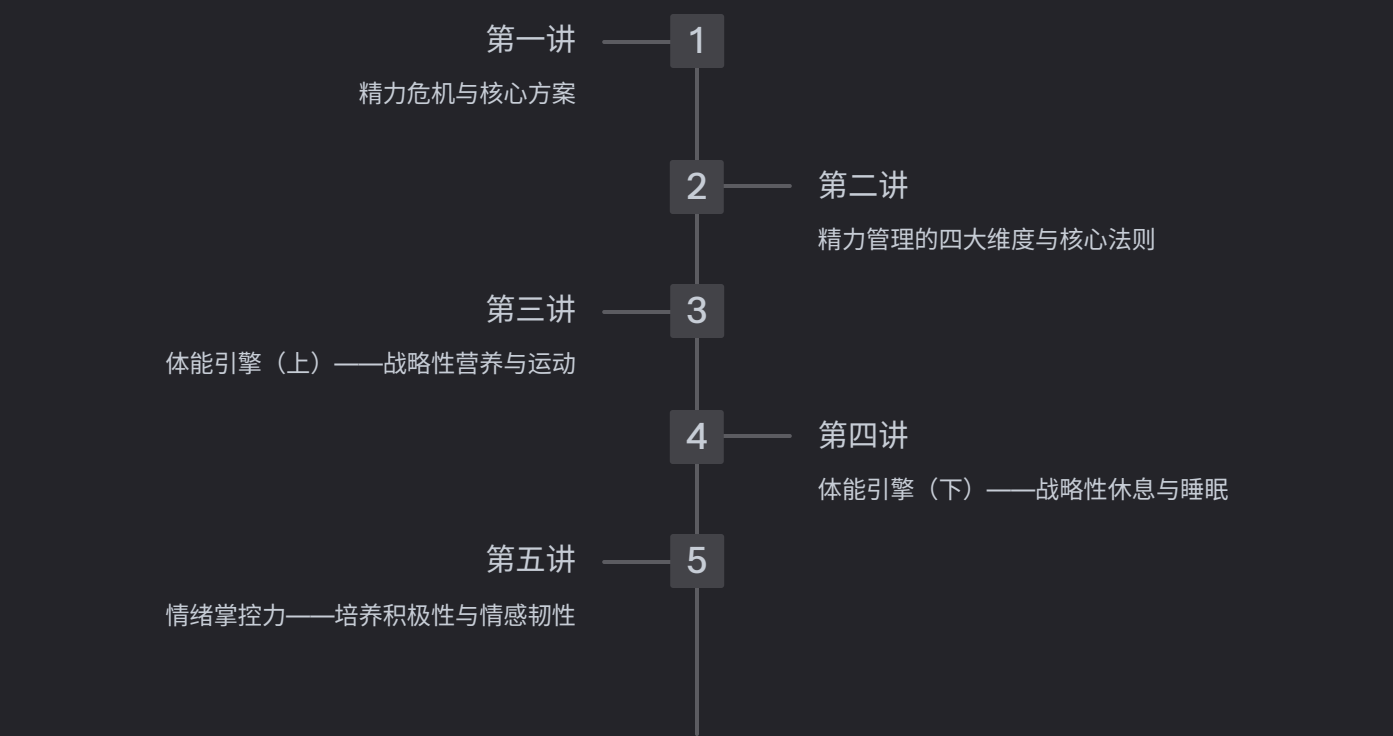 第一讲
1
精力危机与核心方案
2
第二讲
精力管理的四大维度与核心法则
第三讲
3
体能引擎（上）——战略性营养与运动
4
第四讲
体能引擎（下）——战略性休息与睡眠
第五讲
5
情绪掌控力——培养积极性与情感韧性